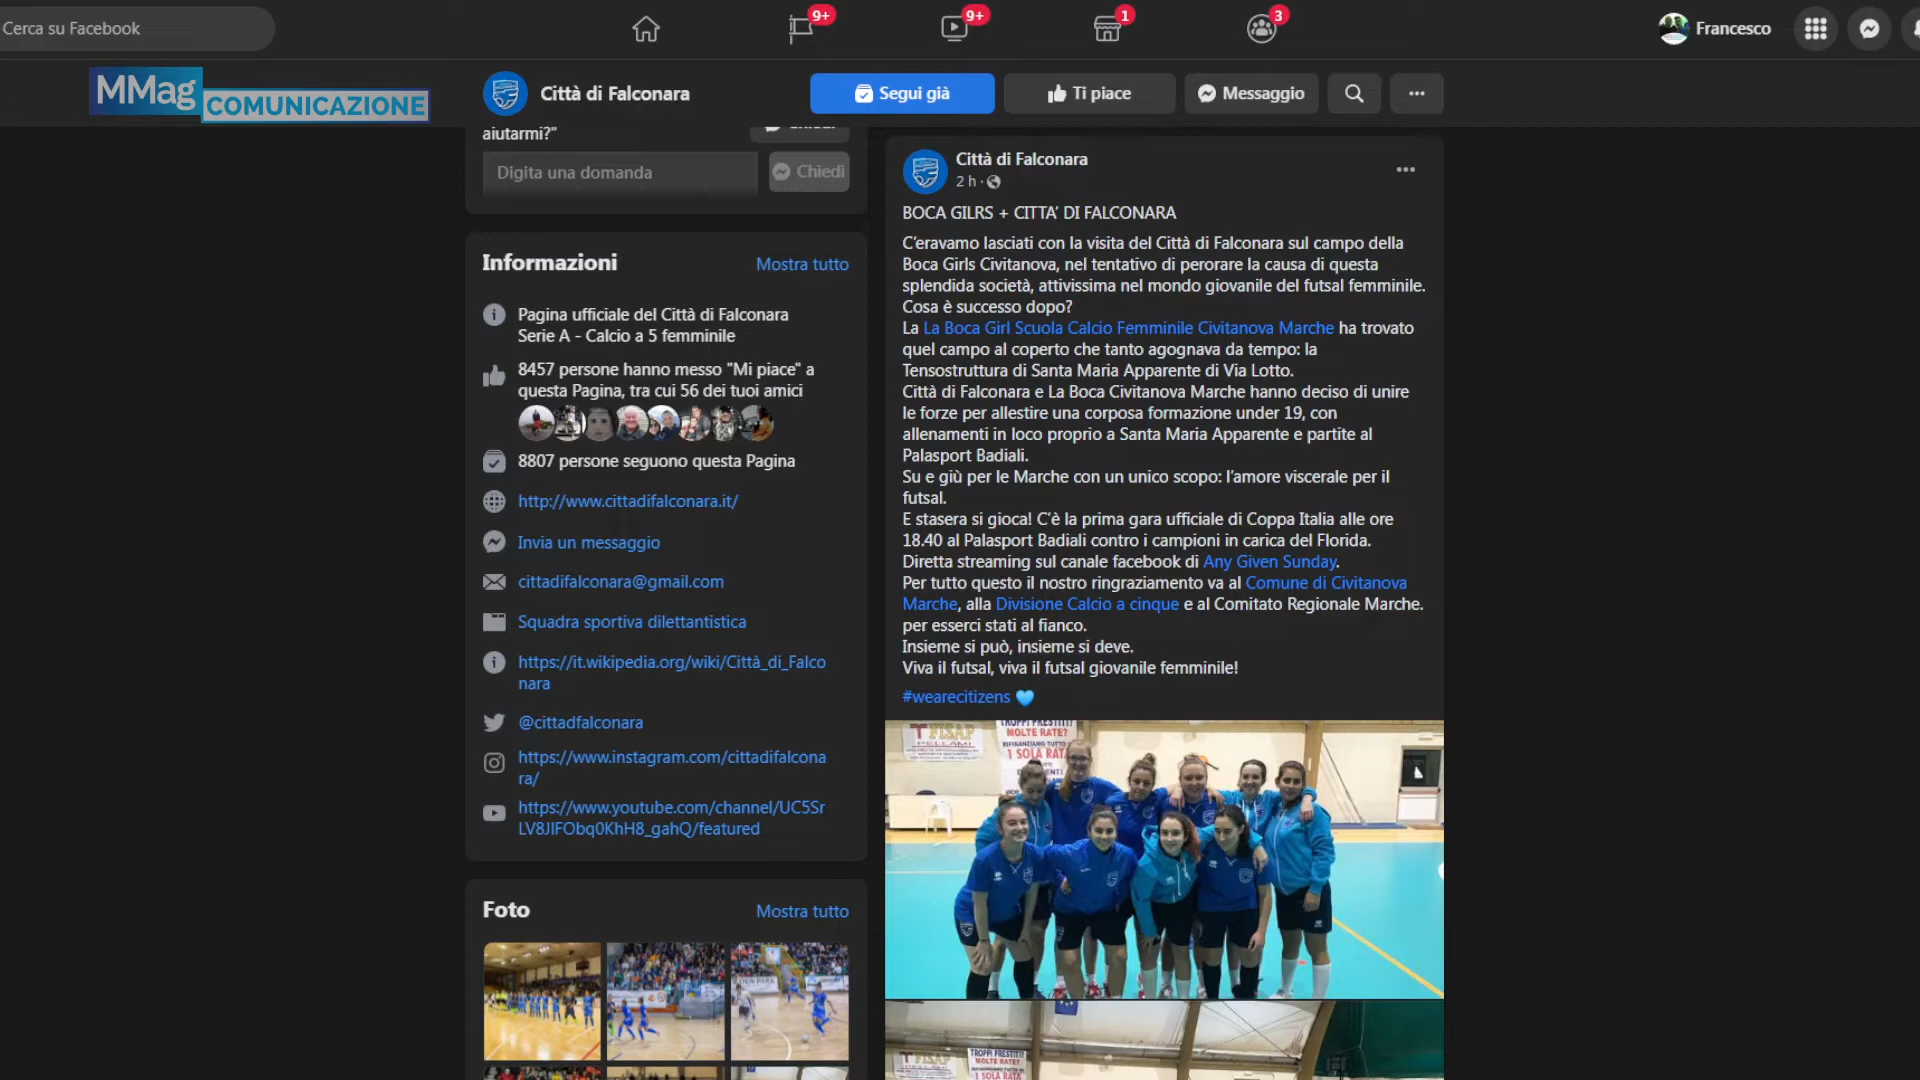 Cerca su Facebook
9+
9+
1
3
Francesco
MMag
COMUNICAZIONE
Città di Falconara
Segui già
Ti piace
Messaggio
aiutarmi?"
Digita una domanda
Chiedi
Informazioni
Mostra tutto
Pagina ufficiale del Città di Falconara
Serie A - Calcio a 5 femminile
8457 persone hanno messo "Mi piace" a
questa Pagina, tra cui 56 dei tuoi amici
8807 persone seguono questa Pagina
http://www.cittadifalconara.it/
Invia un messaggio
cittadifalconara@gmail.com
Squadra sportiva dilettantistica
https://it.wikipedia.org/wiki/Città_di_Falco
nara
@cittadfalconara
https://www.instagram.com/cittadifalcona
ra/
https://www.youtube.com/channel/UC5Sr
LV8JIFObq0KhH8_gahQ/featured
Foto
Mostra tutto
Città di Falconara
2 h
BOCA GILRS + CITTA' DI FALCONARA
C'eravamo lasciati con la visita del Città di Falconara sul campo della
Boca Girls Civitanova, nel tentativo di perorare la causa di questa
splendida società, attivissima nel mondo giovanile del futsal femminile.
Cosa è successo dopo?
La La Boca Girl Scuola Calcio Femminile Civitanova Marche ha trovato
quel campo al coperto che tanto agognava da tempo: la
Tensostruttura di Santa Maria Apparente di Via Lotto.
Città di Falconara e La Boca Civitanova Marche hanno deciso di unire
le forze per allestire una corposa formazione under 19, con
allenamenti in loco proprio a Santa Maria Apparente e partite al
Palasport Badiali.
Su e giù per le Marche con un unico scopo: l'amore viscerale per il
futsal.
E stasera si gioca! C'è la prima gara ufficiale di Coppa Italia alle ore
18.40 al Palasport Badiali contro i campioni in carica del Florida.
Diretta streaming sul canale facebook di Any Given Sunday.
Per tutto questo il nostro ringraziamento va al Comune di Civitanova
Marche, alla Divisione Calcio a cinque e al Comitato Regionale Marche.
per esserci stati al fianco.
Insieme si può, insieme si deve.
Viva il futsal, viva il futsal giovanile femminile!
#wearecitizens 💙
FISAP
PELLAMI
TROPPI PRESTITI?
MOLTE RATE?
RIFINANZIAMO TUTTO
1 SOLA RATA
TROPPI PRESTITI?
MOLTE RATE?